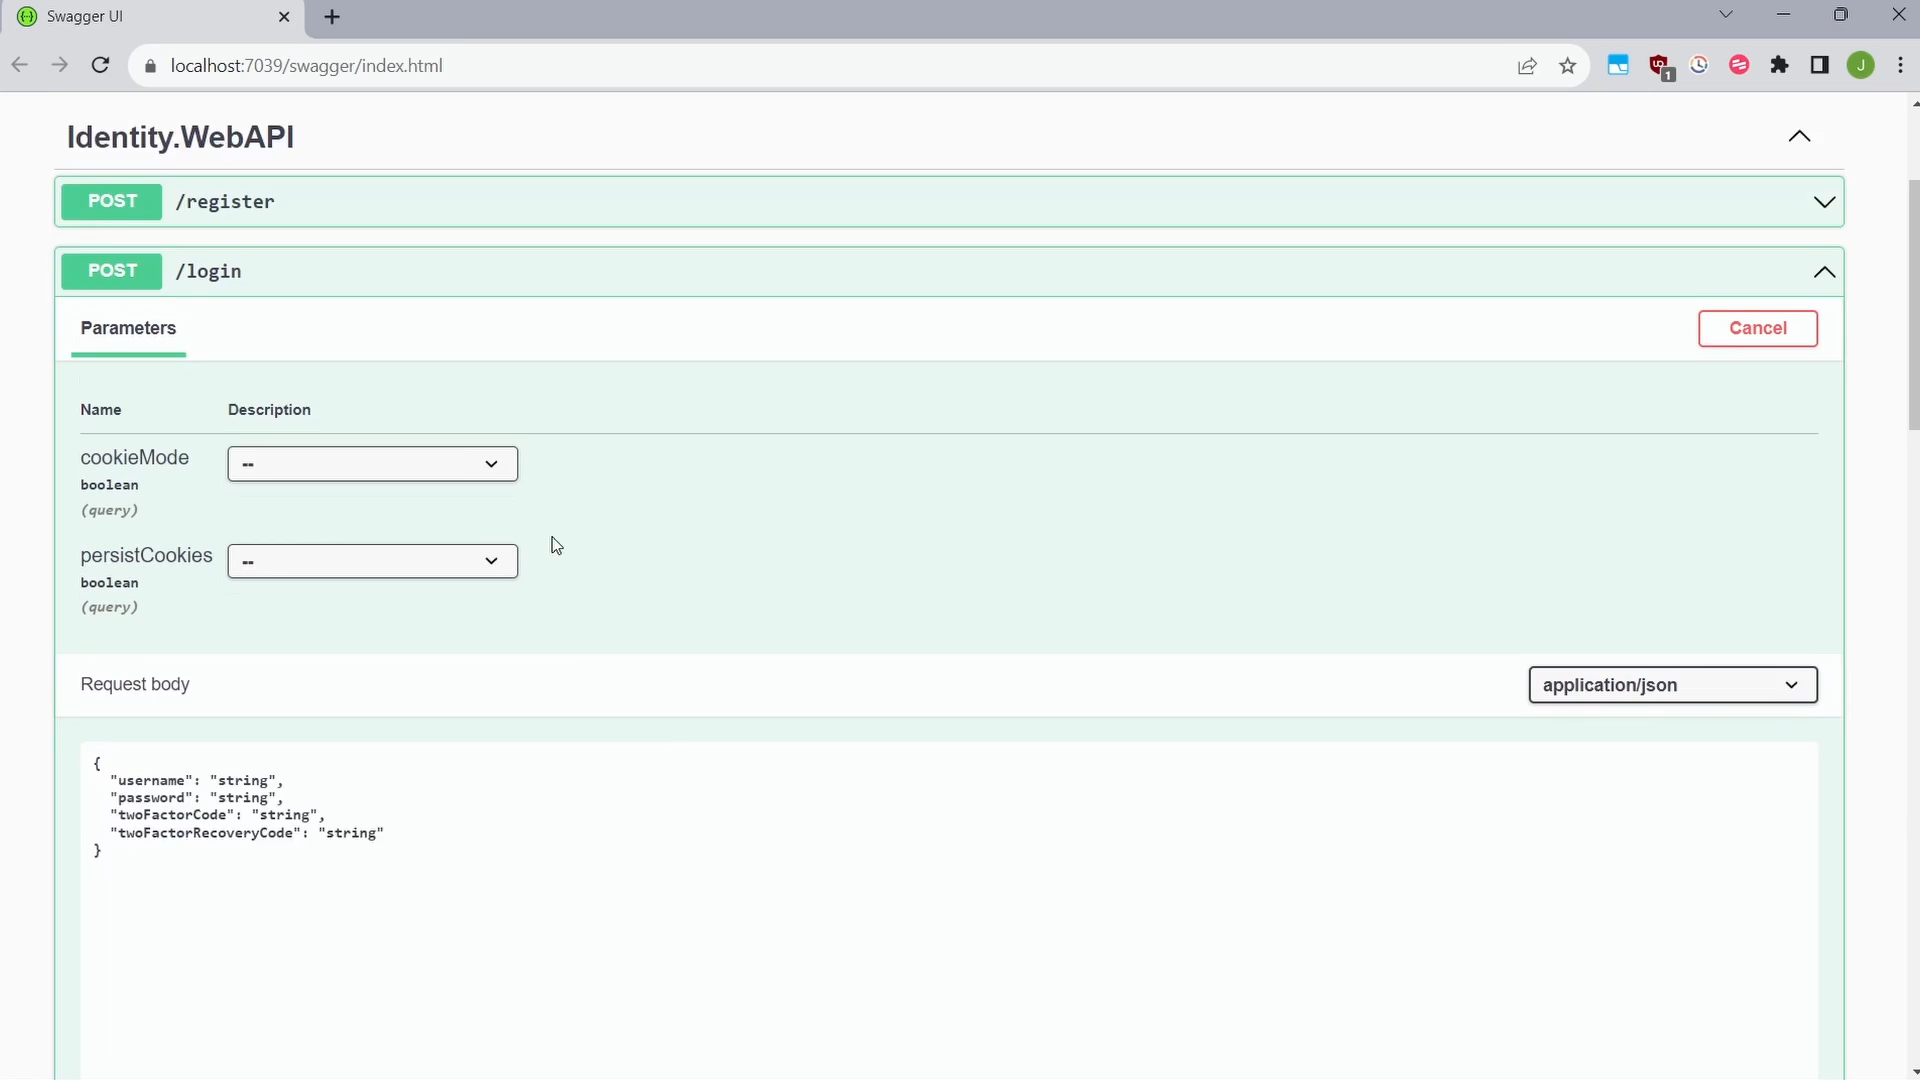 Swagger UI
localhost:7039/swagger/index.html
1
J
Identity.WebAPI
POST /register
POST /login
Parameters
Cancel
Name Description
cookieMode
--
boolean
(query)
persistCookies
--
boolean
(query)
Request body
application/json
{
"username": "string",
"password": "string",
"twoFactorCode": "string",
"twoFactorRecoveryCode": "string"
}